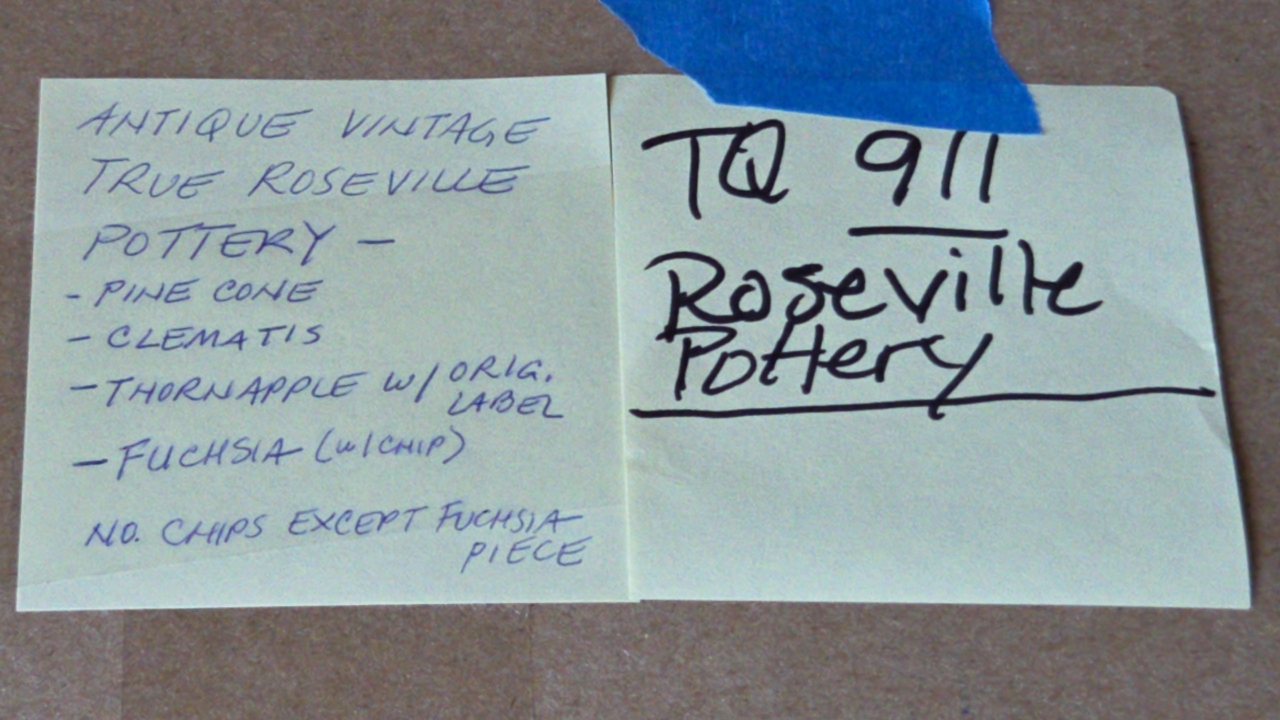 ANTIQUE VINTAGE
TRUE ROSEVILLE
POTTERY –
- PINE CONE
- CLEMATIS
- THORNAPPLE W/ ORIG.
LABEL
- FUCHSIA (W/CHIP)
NO. CHIPS EXCEPT FUCHSIA
PIECE
TQ 911
Roseville
Pottery